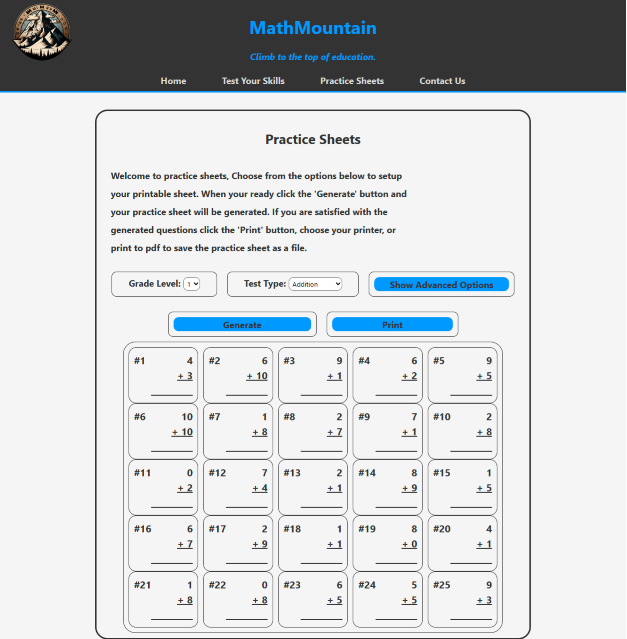 MathMountain
Climb to the top of education.
Home Test Your Skills Practice Sheets Contact Us
Practice Sheets
Welcome to practice sheets, Choose from the options below to setup
your printable sheet. When your ready click the 'Generate' button and
your practice sheet will be generated. If you are satisfied with the
generated questions click the 'Print' button, choose your printer, or
print to pdf to save the practice sheet as a file.
Grade Level: 1 Test Type: Addition Show Advanced Options
Generate Print
#1 4 #2 6 #3 9 #4 6 #5 9
+ 3 + 10 + 1 + 2 + 5
#6 10 #7 1 #8 2 #9 7 #10 2
+ 10 + 8 + 7 + 1 + 8
#11 0 #12 7 #13 2 #14 8 #15 1
+ 2 + 4 + 1 + 9 + 5
#16 6 #17 2 #18 1 #19 8 #20 4
+ 7 + 9 + 1 + 0 + 1
#21 1 #22 0 #23 6 #24 5 #25 9
+ 8 + 8 + 5 + 5 + 3